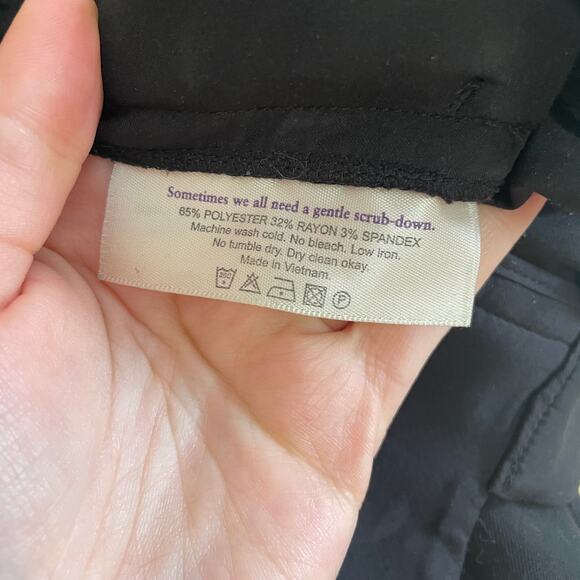 Sometimes we all need a gentle scrub-down.
65% POLYESTER 32% RAYON 3% SPANDEX
Machine wash cold. No bleach. Low iron.
No tumble dry. Dry clean okay.
Made in Vietnam.
30C P